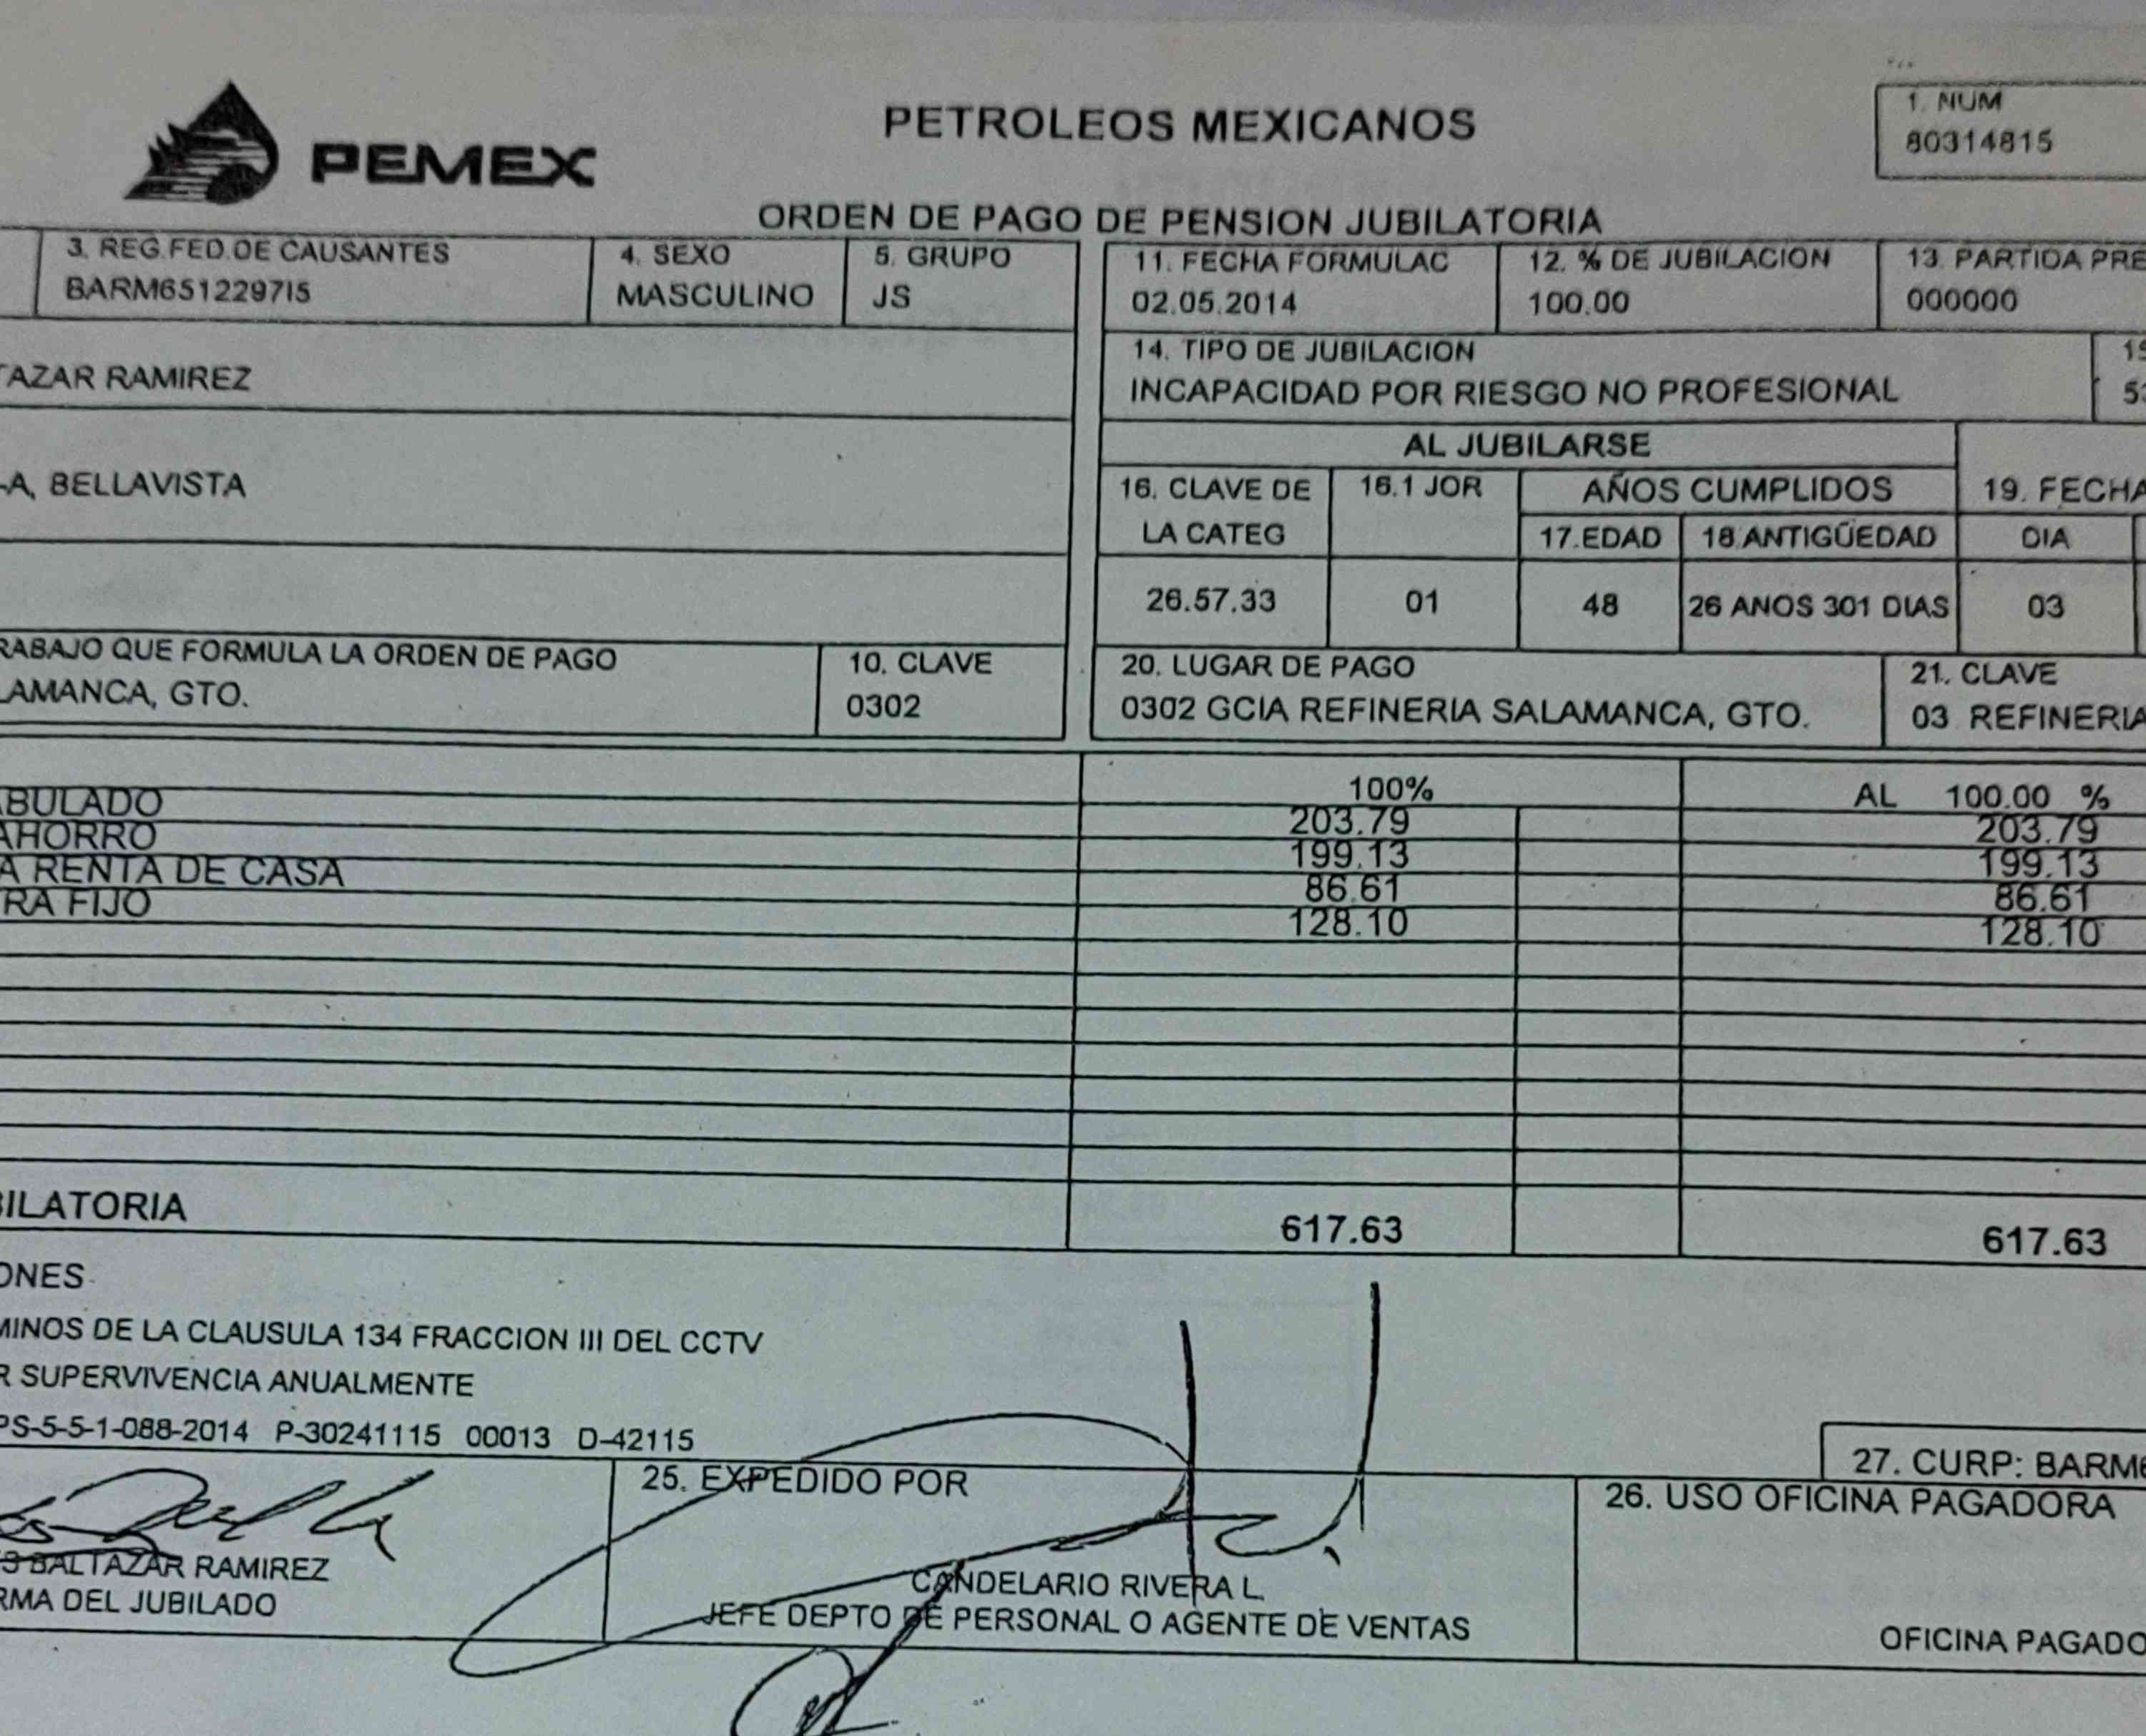 PEMEX
PETROLEOS MEXICANOS
1. NUM
80314815
ORDEN DE PAGO DE PENSION JUBILATORIA
3. REG.FED.DE CAUSANTES
BARM6512297I5
4. SEXO
MASCULINO
5. GRUPO
JS
TAZAR RAMIREZ
-A, BELLAVISTA
RABAJO QUE FORMULA LA ORDEN DE PAGO
LAMANCA, GTO.
10. CLAVE
0302
11. FECHA FORMULAC
02.05.2014
12. % DE JUBILACION
100.00
13. PARTIDA PRE
000000
14. TIPO DE JUBILACION
INCAPACIDAD POR RIESGO NO PROFESIONAL
AL JUBILARSE
16. CLAVE DE
LA CATEG
16.1 JOR
AÑOS CUMPLIDOS
17.EDAD
18.ANTIGÜEDAD
19. FECHA
DIA
26.57.33
01
48
26 ANOS 301 DIAS
03
20. LUGAR DE PAGO
0302 GCIA REFINERIA SALAMANCA, GTO.
21. CLAVE
03 REFINERIA
100% AL 100.00 %
ABULADO 203.79 203.79
AHORRO 199.13 199.13
A RENTA DE CASA 86.61 86.61
RA FIJO 128.10 128.10
BILATORIA 617.63 617.63
ONES
MINOS DE LA CLAUSULA 134 FRACCION III DEL CCTV
R SUPERVIVENCIA ANUALMENTE
PS-5-5-1-088-2014 P-30241115 00013 D-42115
27. CURP: BARM6
S BALTAZAR RAMIREZ
RMA DEL JUBILADO
25. EXPEDIDO POR
CANDELARIO RIVERA L.
JEFE DEPTO DE PERSONAL O AGENTE DE VENTAS
26. USO OFICINA PAGADORA
OFICINA PAGADO